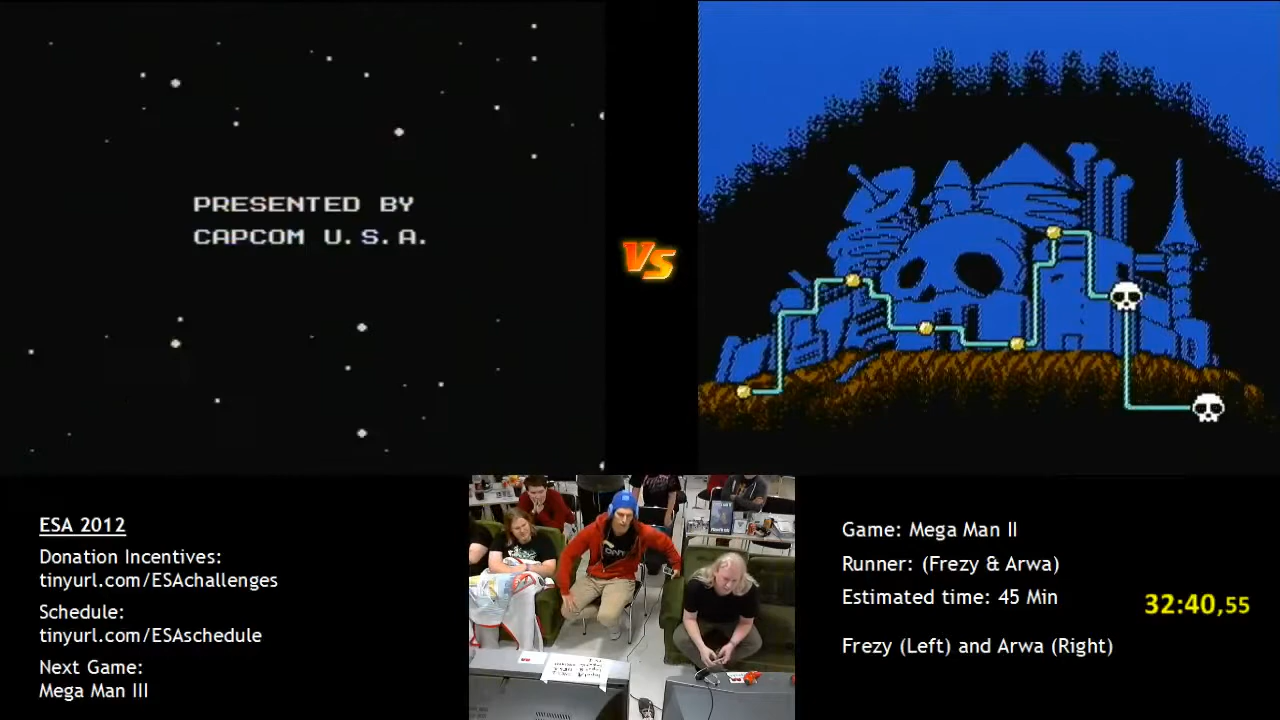 PRESENTED BY
CAPCOM U.S.A.
VS
ESA 2012
Donation Incentives:
tinyurl.com/ESAchallenges
Schedule:
tinyurl.com/ESAschedule
Next Game:
Mega Man III
Game: Mega Man II
Runner: (Frezy & Arwa)
Estimated time: 45 Min
32:40,55
Frezy (Left) and Arwa (Right)